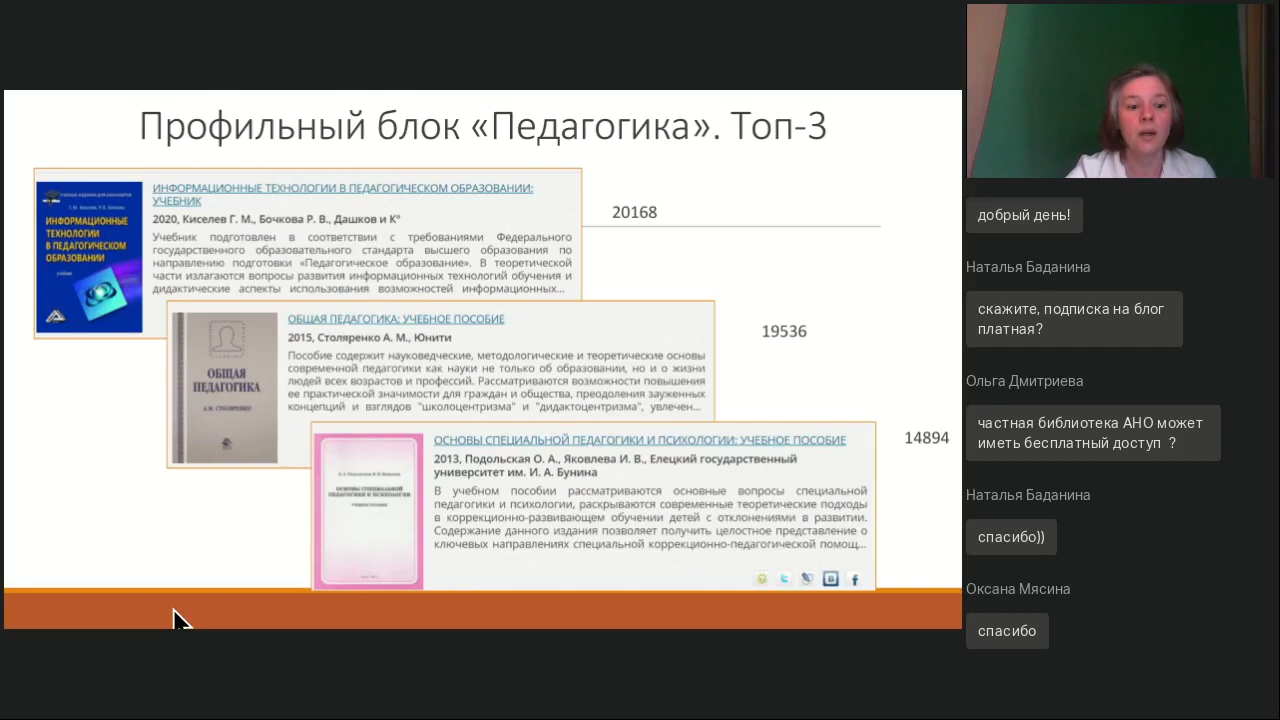 Профильный блок «Педагогика». Топ-3
ИНФОРМАЦИОННЫЕ
ТЕХНОЛОГИИ
В ПЕДАГОГИЧЕСКОМ
ОБРАЗОВАНИИ
ИНФОРМАЦИОННЫЕ ТЕХНОЛОГИИ В ПЕДАГОГИЧЕСКОМ ОБРАЗОВАНИИ:
УЧЕБНИК
2020, Киселев Г. М., Бочкова Р. В., Дашков и К°
Учебник подготовлен в соответствии с требованиями Федерального
государственного образовательного стандарта высшего образования по
направлению подготовки «Педагогическое образование». В теоретической
части излагаются вопросы развития информационных технологий обучения и
дидактические аспекты использования возможностей информационных...
20168
ОБЩАЯ
ПЕДАГОГИКА
А.М. СТОЛЯРЕНКО
ОБЩАЯ ПЕДАГОГИКА: УЧЕБНОЕ ПОСОБИЕ
2015, Столяренко А. М., Юнити
Пособие содержит науковедческие, методологические и теоретические основы
современной педагогики как науки не только об образовании, но и о жизни
людей всех возрастов и профессий. Рассматриваются возможности повышения
ее практической значимости для граждан и общества, преодоления зауженных
концепций и взглядов "школоцентризма" и "дидактоцентризма", увлечен...
19536
ОСНОВЫ СПЕЦИАЛЬНОЙ
ПЕДАГОГИКИ И ПСИХОЛОГИИ
ОСНОВЫ СПЕЦИАЛЬНОЙ ПЕДАГОГИКИ И ПСИХОЛОГИИ: УЧЕБНОЕ ПОСОБИЕ
2013, Подольская О. А., Яковлева И. В., Елецкий государственный
университет им. И. А. Бунина
В учебном пособии рассматриваются основные вопросы специальной
педагогики и психологии, раскрываются современные теоретические подходы
в коррекционно-развивающем обучении детей с отклонениями в развитии.
Содержание данного издания позволяет получить целостное представление о
ключевых направлениях специальной коррекционно-педагогической помощ...
14894
добрый день!
Наталья Баданина
скажите, подписка на блог
платная?
Ольга Дмитриева
частная библиотека АНО может
иметь бесплатный доступ ?
Наталья Баданина
спасибо))
Оксана Мясина
спасибо